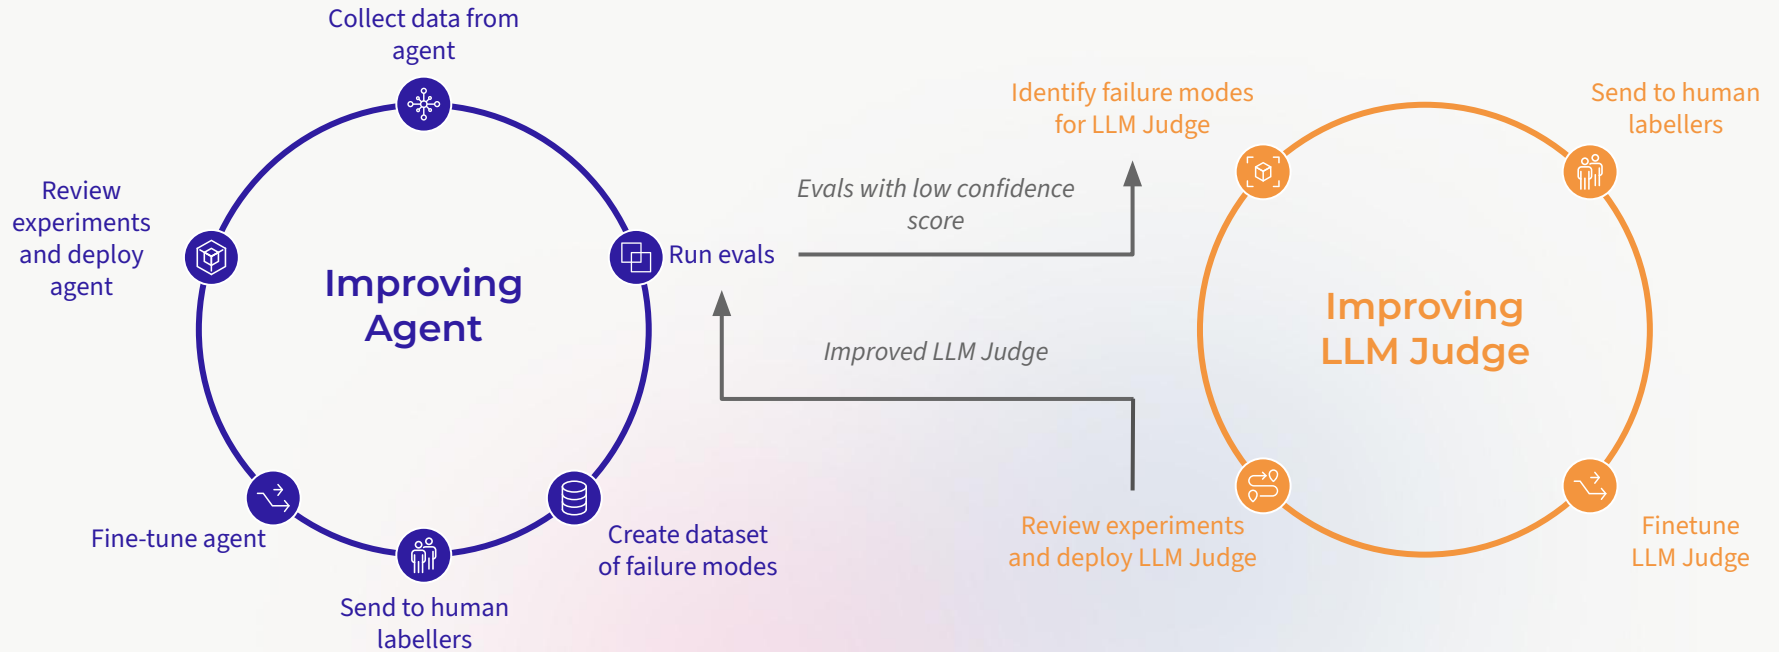 Collect data from
agent
Review
experiments
and deploy
agent
Improving
Agent
Run evals
Fine-tune agent
Create dataset
of failure modes
Send to human
labellers
Evals with low confidence
score
Improved LLM Judge
Identify failure modes
for LLM Judge
Send to human
labellers
Improving
LLM Judge
Review experiments
and deploy LLM Judge
Finetune
LLM Judge